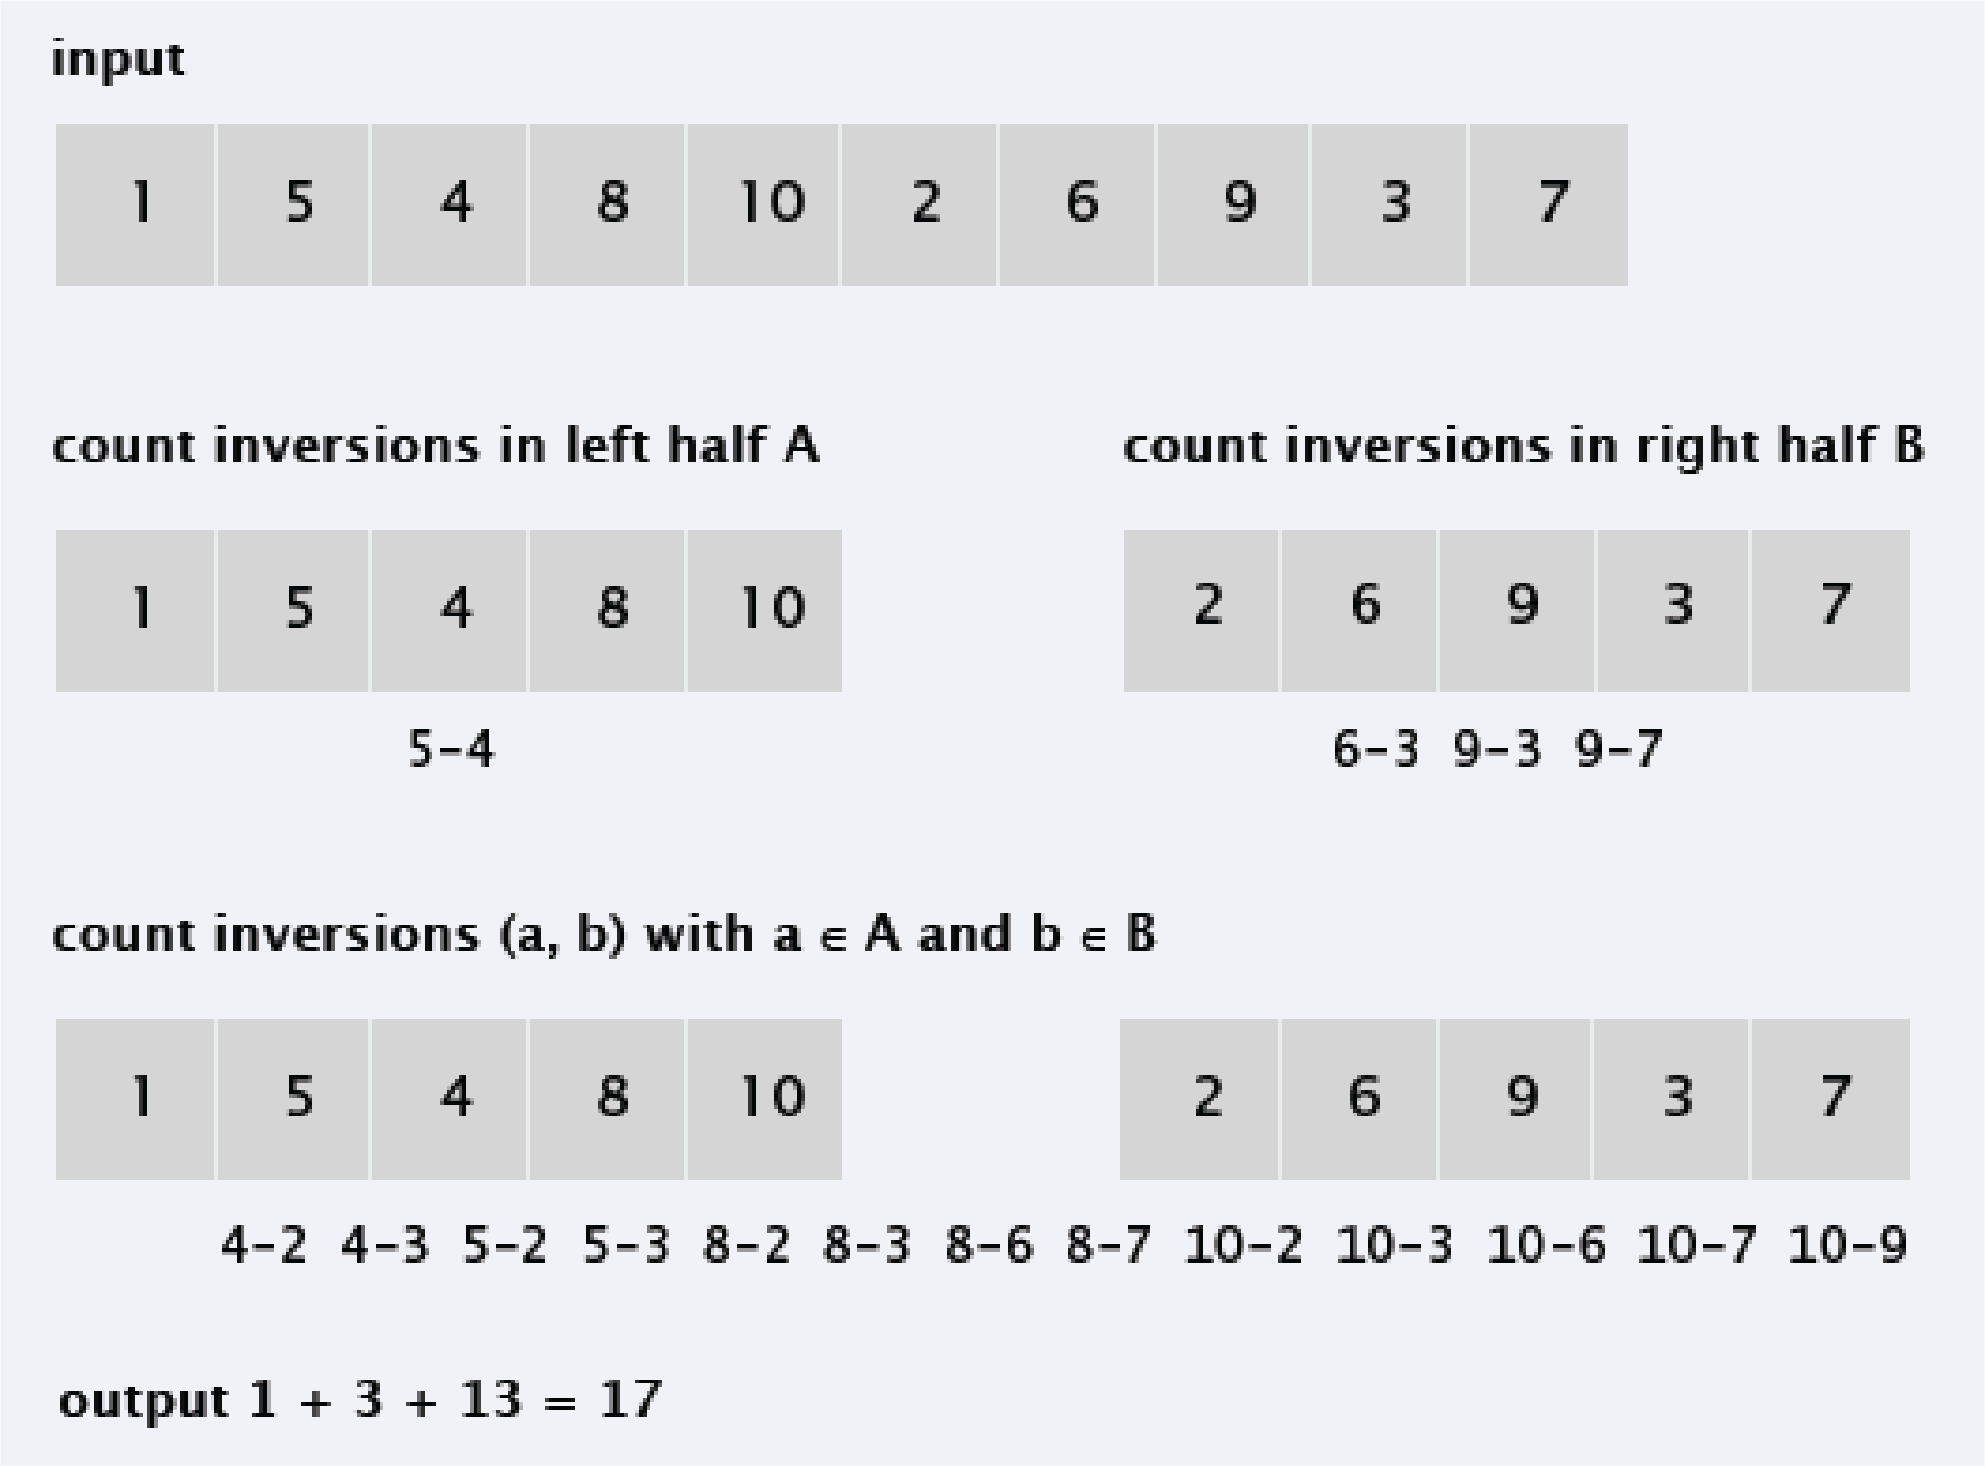 input
1 5 4 8 10 2 6 9 3 7
count inversions in left half A
count inversions in right half B
1 5 4 8 10
2 6 9 3 7
5-4
6-3 9-3 9-7
count inversions (a, b) with a ∈ A and b ∈ B
1 5 4 8 10
2 6 9 3 7
4-2 4-3 5-2 5-3 8-2 8-3 8-6 8-7 10-2 10-3 10-6 10-7 10-9
output 1 + 3 + 13 = 17